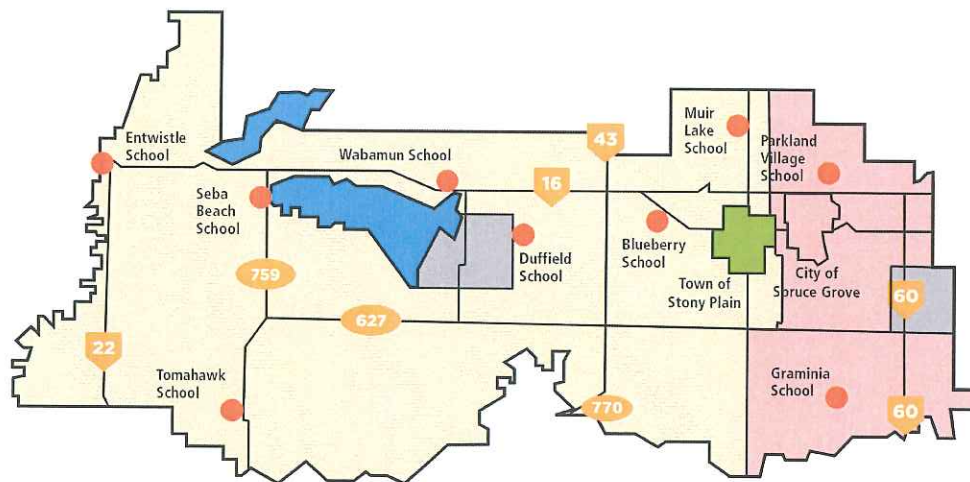 Entwistle
School
Wabamun School
43
Muir
Lake
School
Parkland
Village
School
Seba
Beach
School
16
Duffield
School
Blueberry
School
Town of
Stony Plain
City of
Spruce Grove
759
627
60
22
Tomahawk
School
770
Graminia
School
60